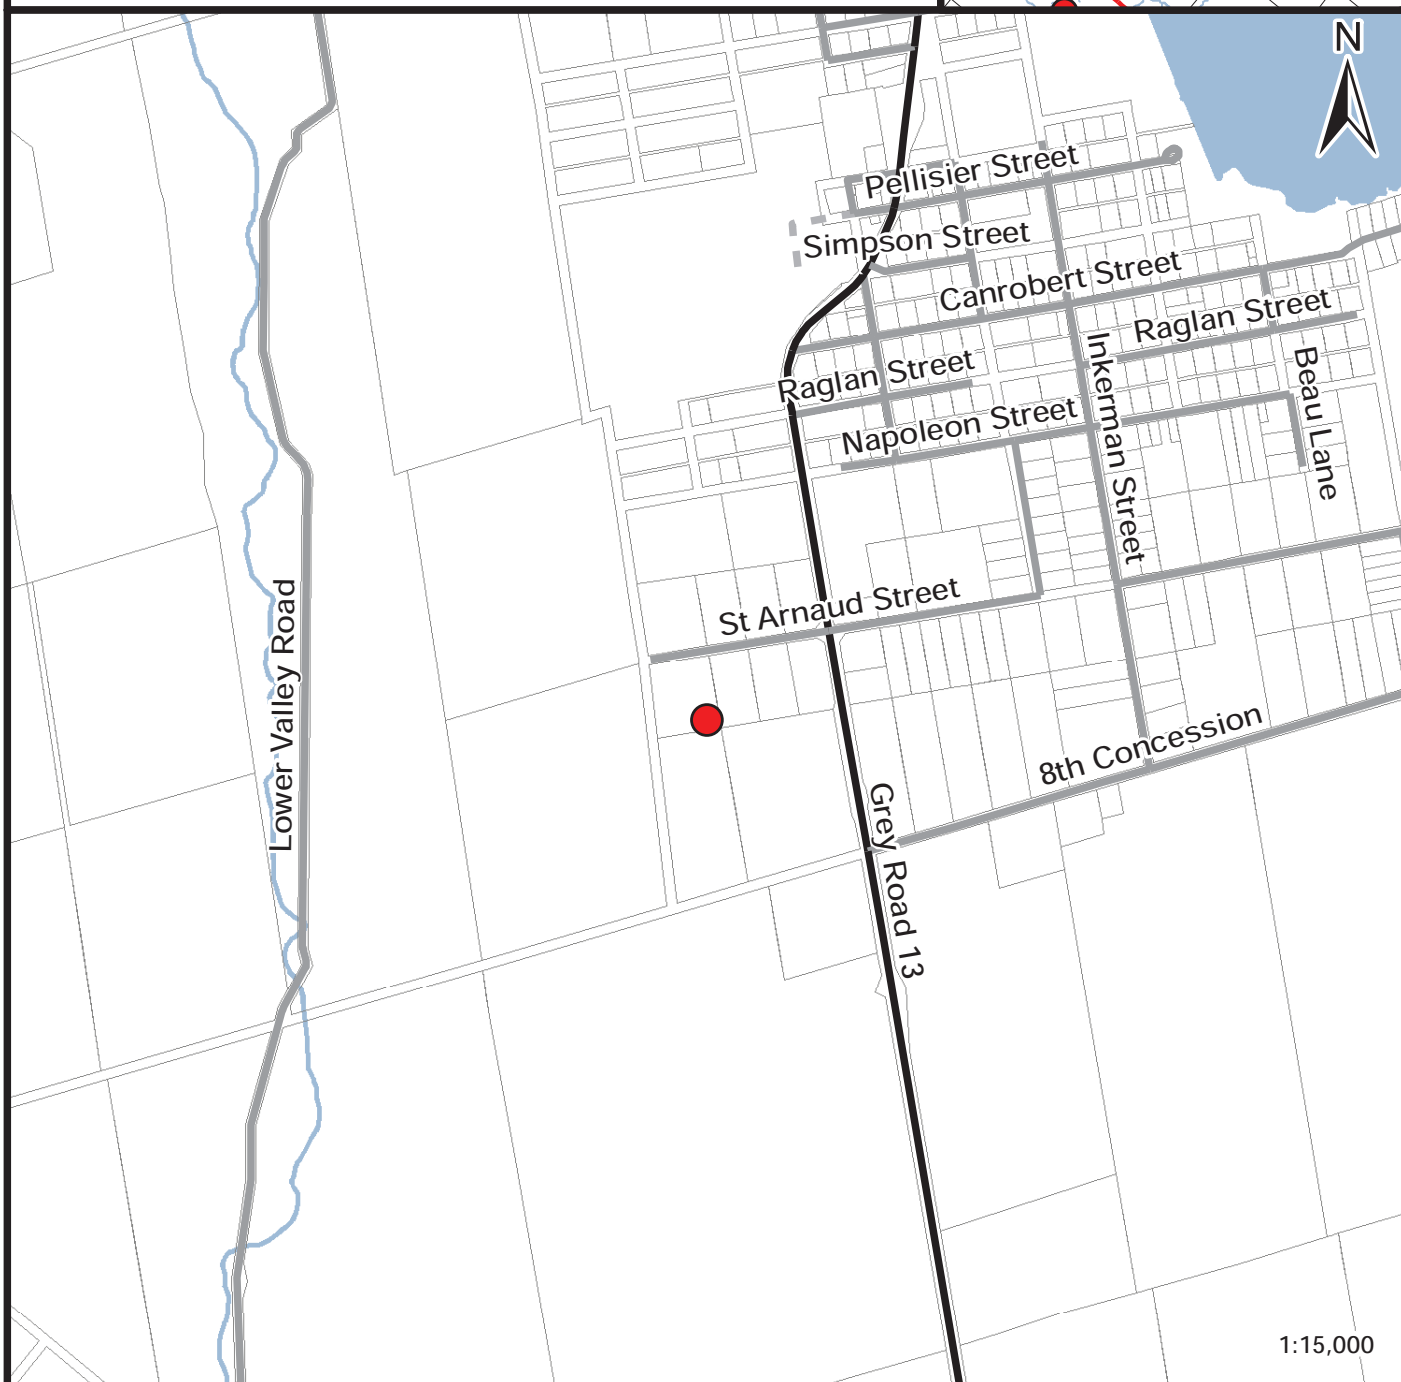 N
Pellisier Street
Simpson Street
Canrobert Street
Raglan Street
Raglan Street
Napoleon Street
Inkerman Street
Beau Lane
St Arnaud Street
Lower Valley Road
8th Concession
Grey Road 13
1:15,000